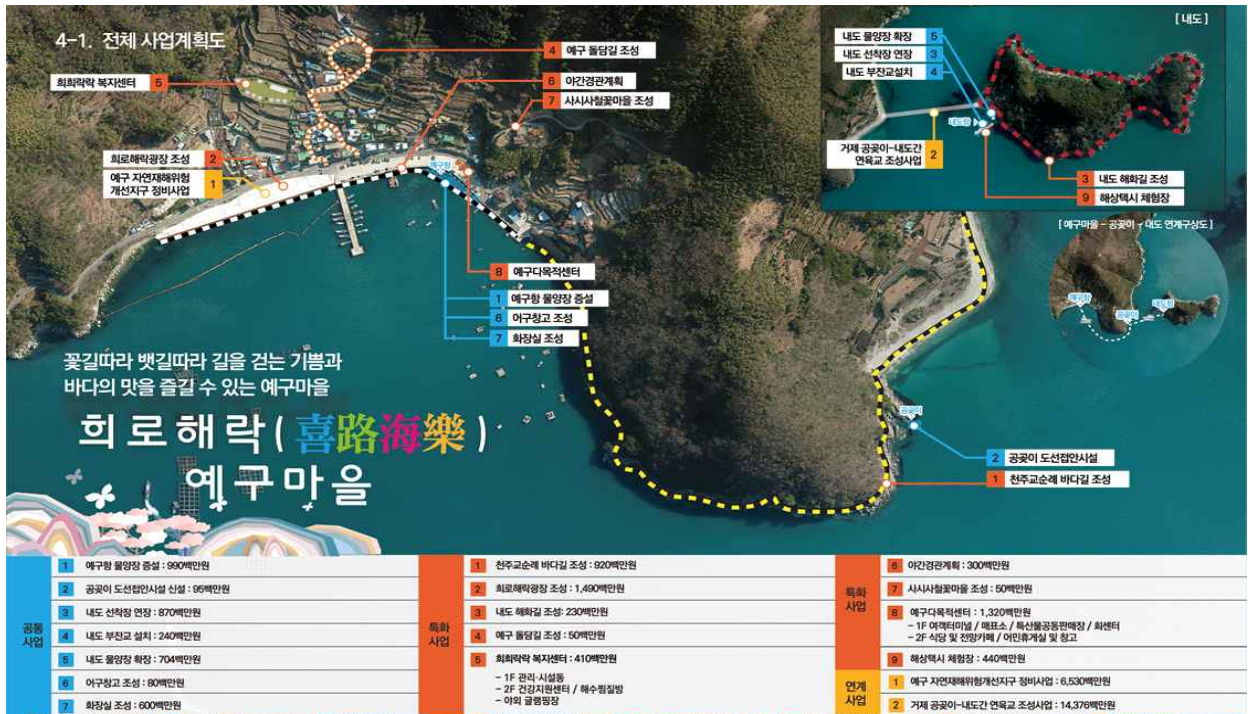 4-1. 전체 사업계획도
4 예구 돌담길 조성
6 야간경관계획
7 사시사철꽃마을 조성
희희락락 복지센터 5
희로해락광장 조성 2
예구 자연재해위험
개선지구 정비사업 1
예구항
8 예구다목적센터
1 예구항 물양장 증설
6 어구창고 조성
7 화장실 조성
[ 내도 ]
내도 물양장 확장 5
내도 선착장 연장 3
내도 부잔교설치 4
내도항
거제 공곶이-내도간
연육교 조성사업 2
3 내도 해화길 조성
9 해상택시 체험장
[ 예구마을 - 공곶이 - 내도 연계구상도 ]
예구항
공곶이
내도항
공곶이
2 공곶이 도선접안시설
1 천주교순례 바다길 조성
꽃길따라 뱃길따라 길을 걷는 기쁨과
바다의 맛을 즐길 수 있는 예구마을
희로해락(喜路海樂)
예구마을
공통
사업
1 예구항 물양장 증설 : 990백만원
2 공곶이 도선접안시설 신설 : 95백만원
3 내도 선착장 연장 : 870백만원
4 내도 부잔교 설치 : 240백만원
5 내도 물양장 확장 : 704백만원
6 어구창고 조성 : 80백만원
7 화장실 조성 : 600백만원
특화
사업
1 천주교순례 바다길 조성 : 920백만원
2 희로해락광장 조성 : 1,490백만원
3 내도 해화길 조성 : 230백만원
4 예구 돌담길 조성 : 50백만원
5 희희락락 복지센터 : 410백만원
- 1F 관리·시설동
- 2F 건강지원센터 / 해수찜질방
- 야외 글램핑장
특화
사업
6 야간경관계획 : 300백만원
7 사시사철꽃마을 조성 : 50백만원
8 예구다목적센터 : 1,320백만원
- 1F 여객터미널 / 매표소 / 특산물공동판매장 / 회센터
- 2F 식당 및 전망카페 / 어민휴게실 및 창고
9 해상택시 체험장 : 440백만원
연계
사업
1 예구 자연재해위험개선지구 정비사업 : 6,530백만원
2 거제 공곶이-내도간 연육교 조성사업 : 14,376백만원